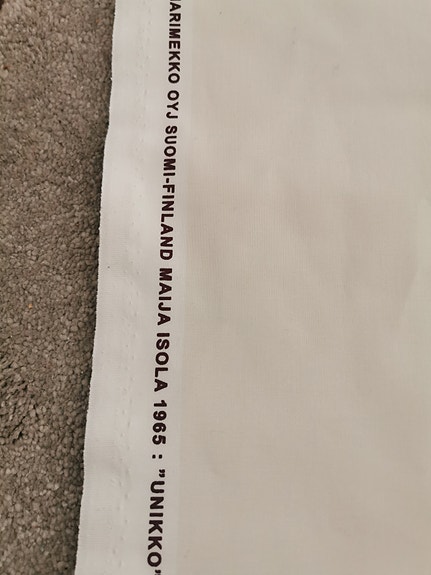 ARIMEKKO OYJ SUOMI-FINLAND MAIJA ISOLA 1965 : ”UNIKKO”